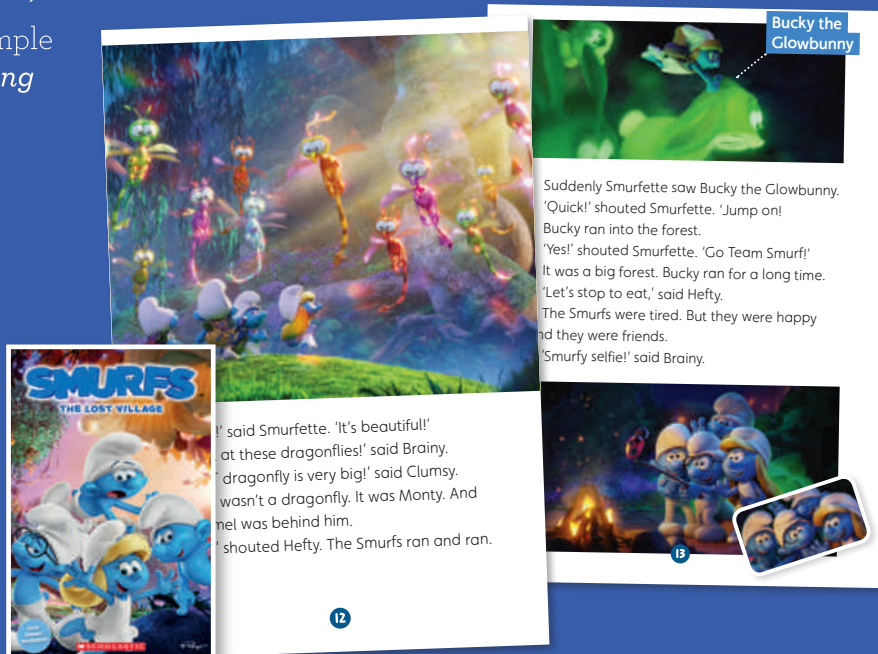 mple
ng
!' said Smurfette. 'It's beautiful!'
at these dragonflies!' said Brainy.
dragonfly is very big!' said Clumsy.
wasn't a dragonfly. It was Monty. And
mel was behind him.
' shouted Hefty. The Smurfs ran and ran.
12
Bucky the
Glowbunny
Suddenly Smurfette saw Bucky the Glowbunny.
'Quick!' shouted Smurfette. 'Jump on!
Bucky ran into the forest.
'Yes!' shouted Smurfette. 'Go Team Smurf!'
It was a big forest. Bucky ran for a long time.
'Let's stop to eat,' said Hefty.
The Smurfs were tired. But they were happy
nd they were friends.
'Smurfy selfie!' said Brainy.
13
SMURFS
THE LOST VILLAGE
SCHOLASTIC